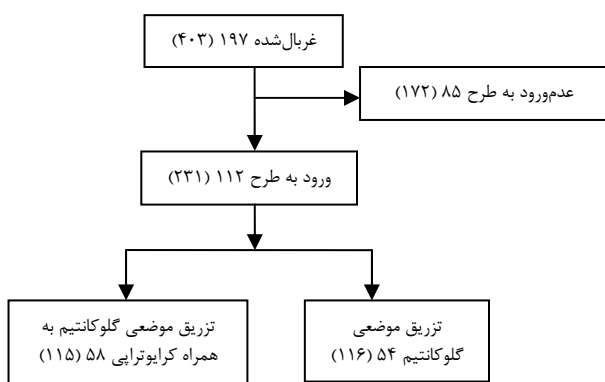 غربال‌شده ۱۹۷ (۴۰۳)
عدم‌ورود به طرح ۸۵ (۱۷۲)
ورود به طرح ۱۱۲ (۲۳۱)
تزریق موضعی
گلوکانتیم ۵۴ (۱۱۶)
تزریق موضعی گلوکانتیم به
همراه کرایوتراپی ۵۸ (۱۱۵)